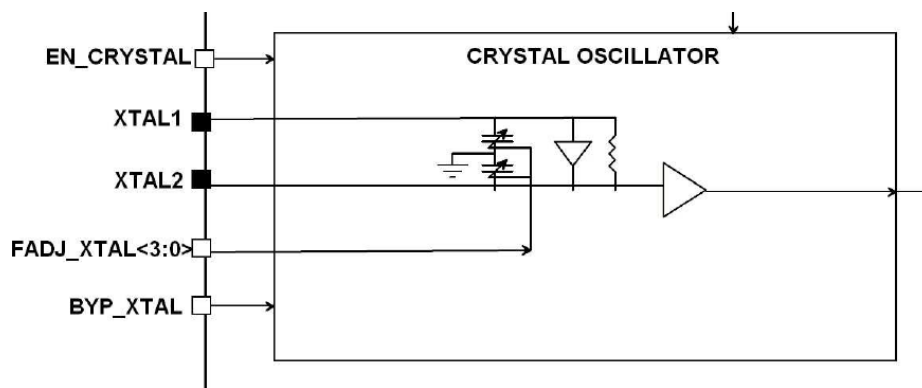 EN_CRYSTAL
CRYSTAL OSCILLATOR
XTAL1
XTAL2
FADJ_XTAL<3:0>
BYP_XTAL